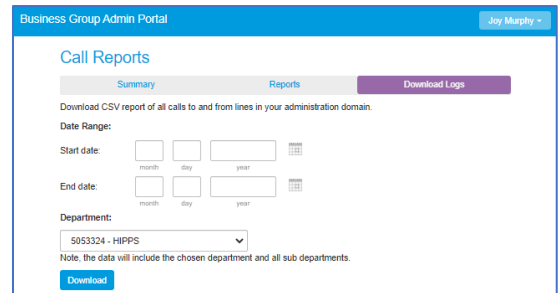 Business Group Admin Portal
Joy Murphy
Call Reports
Summary Reports Download Logs
Download CSV report of all calls to and from lines in your administration domain.
Date Range:
Start date:
month day year
End date:
month day year
Department:
5053324 - HIPPS
Note, the data will include the chosen department and all sub departments.
Download